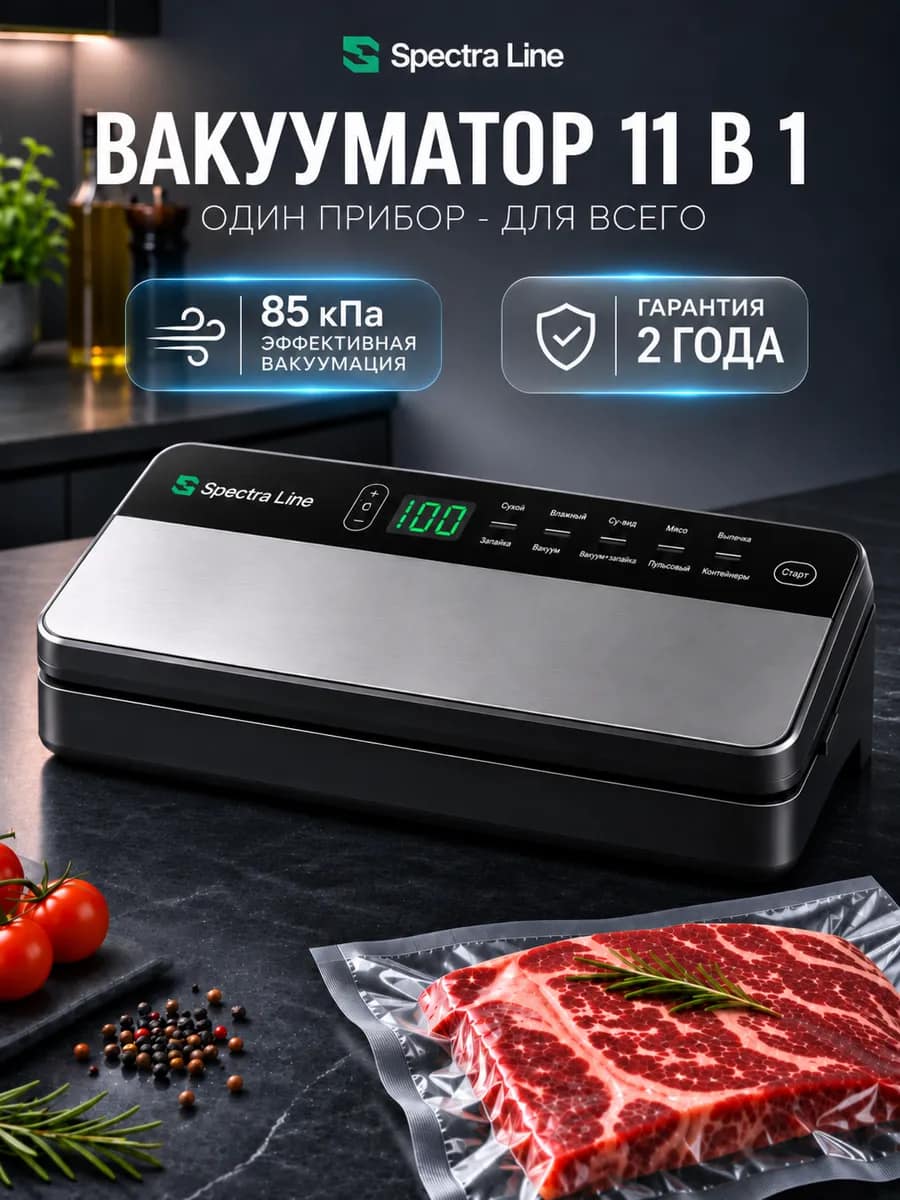 Spectra Line
ВАКУУМАТОР 11 В 1
ОДИН ПРИБОР - ДЛЯ ВСЕГО
85 кПа
ЭФФЕКТИВНАЯ
ВАКУУМАЦИЯ
ГАРАНТИЯ
2 ГОДА
Spectra Line
+
−
100
Сухой Влажный Су-вид Мясо Выпечка
Запайка Вакуум Вакуум+запайка Пульсовый Контейнеры
Старт